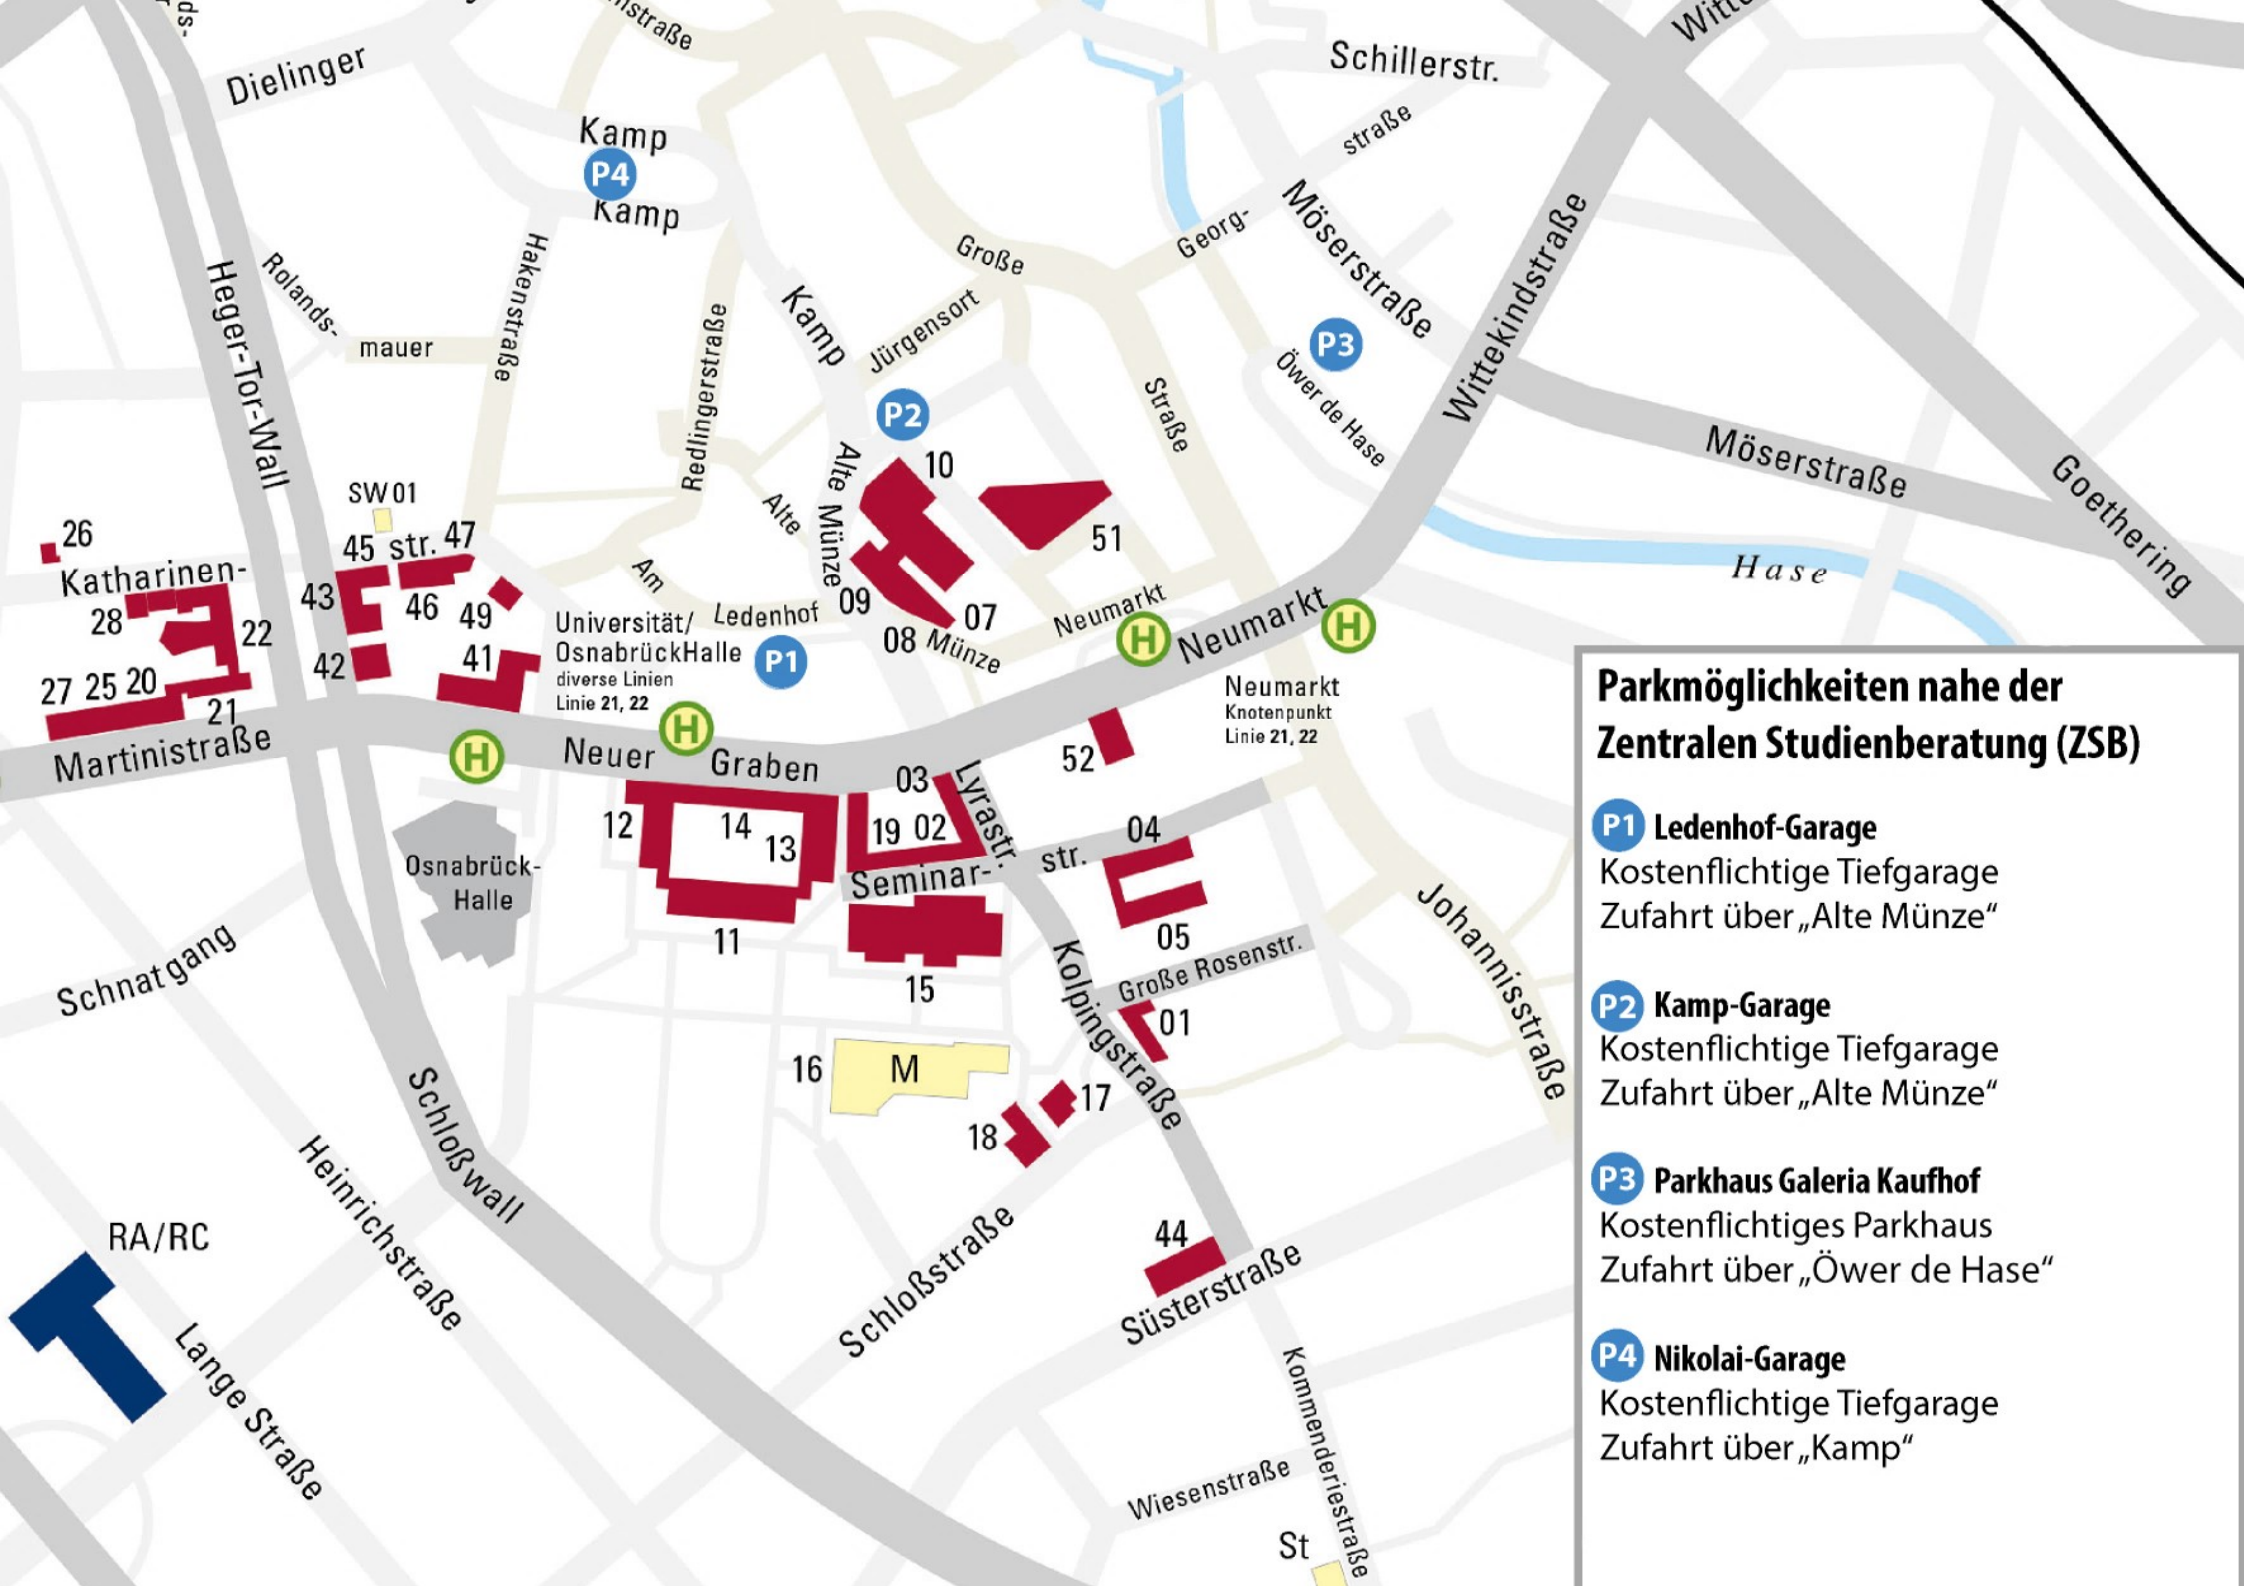 ds-
nstraße
Witt
Dielinger
Schillerstr.
Kamp
P4
Kamp
straße
Georg-
Möserstraße
Große
Hakenstraße
Rolands-
mauer
Heger-Tor-Wall
Redlingerstraße
Kamp
Jürgensort
P3
Öwer de Hase
Wittekindstraße
Straße
P2
Möserstraße
Goethering
Alte Münze
10
Alte
51
SW 01
26
45 str. 47
Katharinen-
43
46
49
28
22
Am
Ledenhof
09
07
08 Münze
Neumarkt
Hase
Universität/
OsnabrückHalle
diverse Linien
Linie 21, 22
P1
H
Neumarkt
H
42
41
27 25 20
21
Neumarkt
Knotenpunkt
Linie 21, 22
Martinistraße
H
Neuer
H
Graben
52
03
Lyrastr.
12
14
13
19 02
04
Osnabrück-
Halle
Seminar-
str.
11
15
05
Johannisstraße
Schnatgang
Große Rosenstr.
Kolpingstraße
01
16
M
17
18
Schloßwall
Heinrichstraße
RA/RC
Schloßstraße
44
Süsterstraße
Lange Straße
Kommenderiestraße
Wiesenstraße
St
Parkmöglichkeiten nahe der
Zentralen Studienberatung (ZSB)
P1 Ledenhof-Garage
Kostenflichtige Tiefgarage
Zufahrt über „Alte Münze“
P2 Kamp-Garage
Kostenflichtige Tiefgarage
Zufahrt über „Alte Münze“
P3 Parkhaus Galeria Kaufhof
Kostenflichtiges Parkhaus
Zufahrt über „Öwer de Hase“
P4 Nikolai-Garage
Kostenflichtige Tiefgarage
Zufahrt über „Kamp“